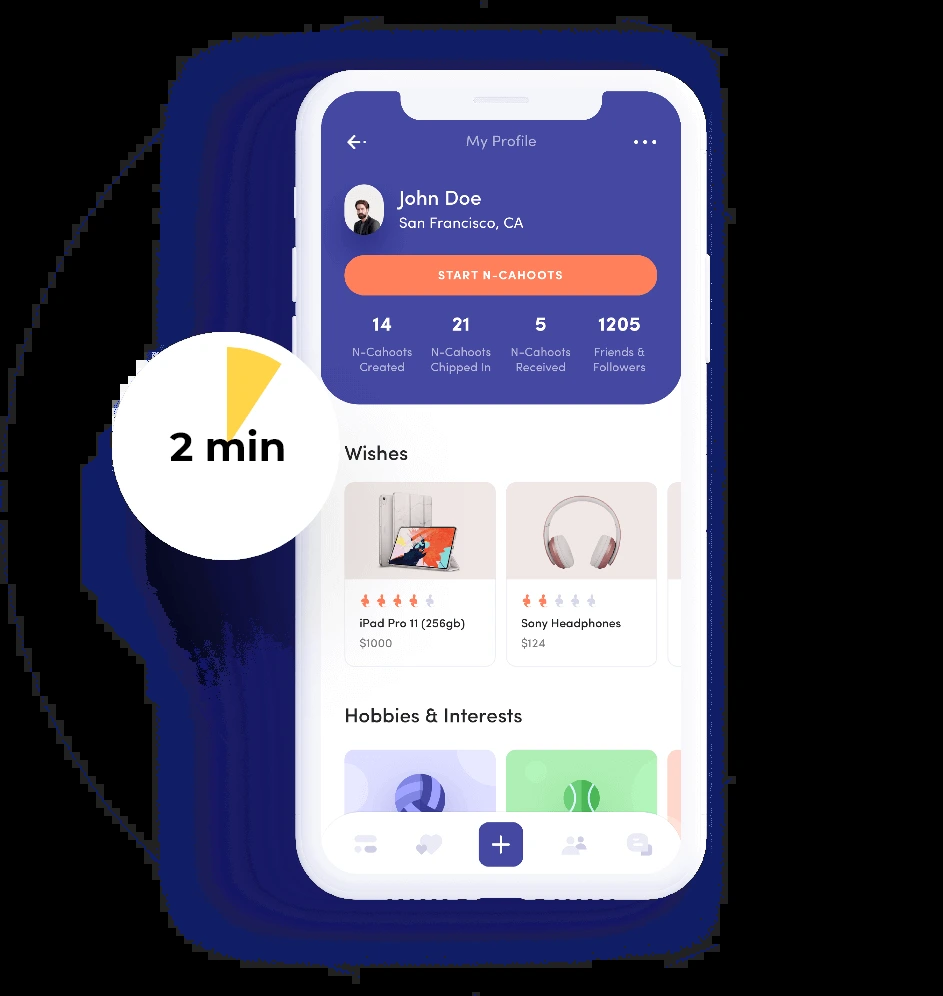 My Profile
John Doe
San Francisco, CA
START N-CAHOOTS
14 21 5 1205
N-Cahoots N-Cahoots N-Cahoots Friends &
Created Chipped In Received Followers
2 min
Wishes
iPad Pro 11 (256gb)
$1000
Sony Headphones
$124
Hobbies & Interests